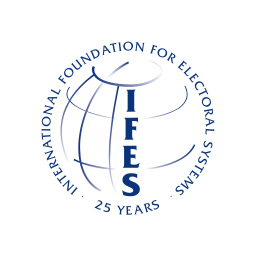 INTERNATIONAL FOUNDATION FOR ELECTORAL SYSTEMS
IFES
· 25 YEARS ·